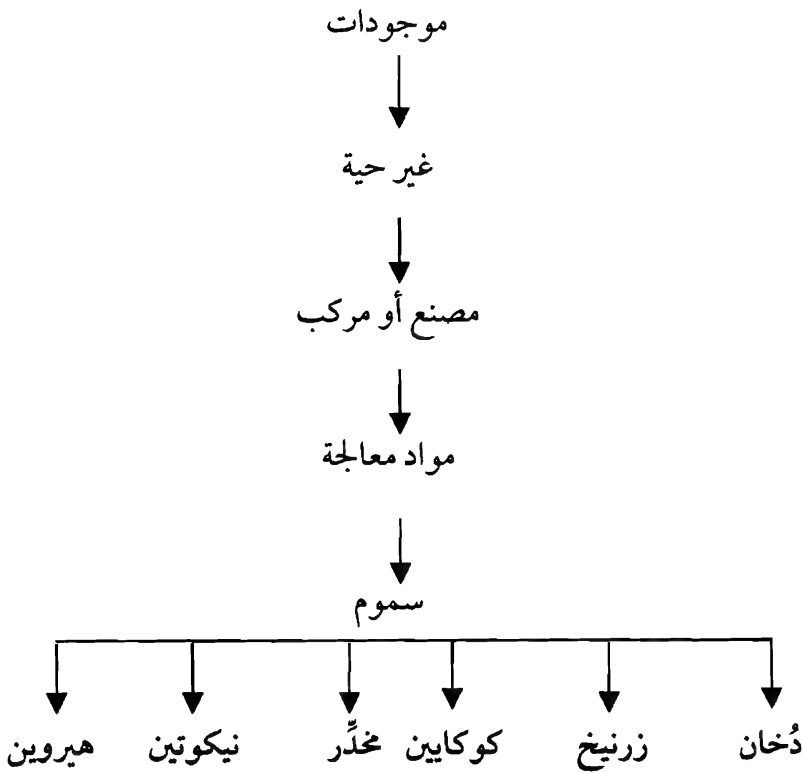 موجودات
غير حية
مصنع أو مركب
مواد معالجة
سموم
دُخان زرنيخ كوكايين مخدِّر نيكوتين هيروين